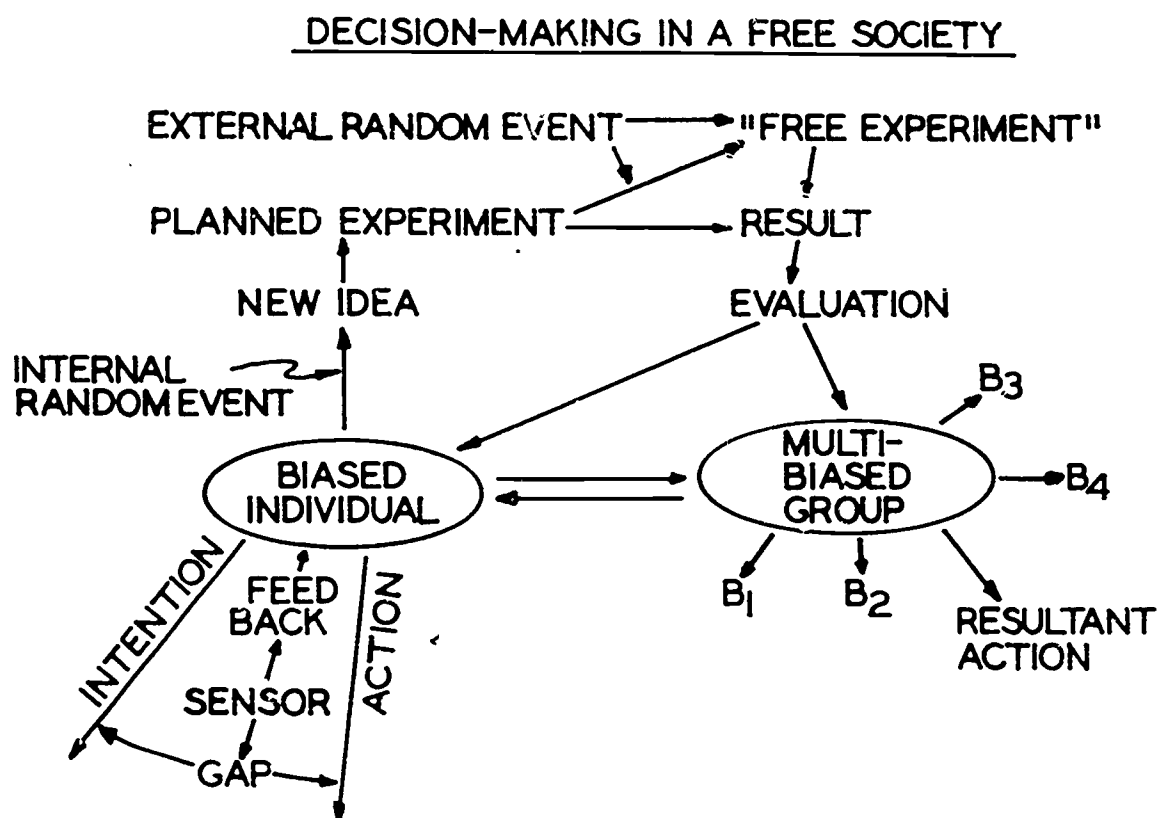 DECISION-MAKING IN A FREE SOCIETY
EXTERNAL RANDOM EVENT
"FREE EXPERIMENT"
PLANNED EXPERIMENT
RESULT
NEW IDEA
EVALUATION
INTERNAL
RANDOM EVENT
B3
MULTI-
BIASED
GROUP
B4
BIASED
INDIVIDUAL
INTENTION
FEED
BACK
ACTION
B1
B2
RESULTANT
ACTION
SENSOR
GAP